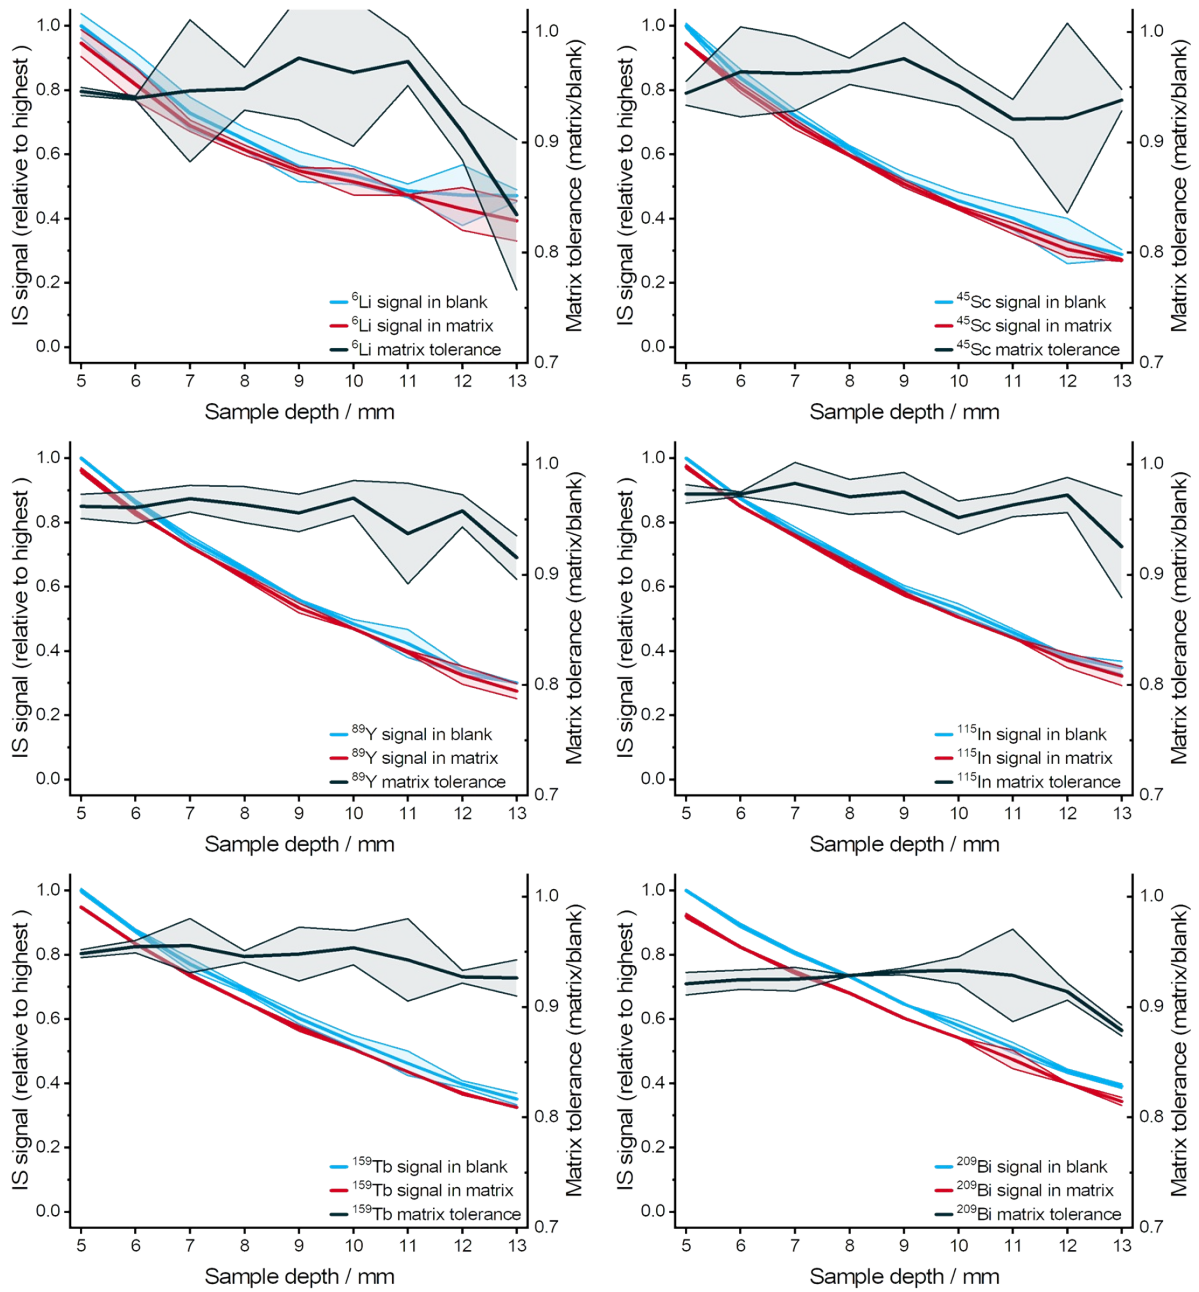 1.0
0.8
0.6
0.4
0.2
0.0
IS signal (relative to highest )
1.0
0.9
0.8
0.7
Matrix tolerance (matrix/blank)
⁶Li signal in blank
⁶Li signal in matrix
⁶Li matrix tolerance
5 6 7 8 9 10 11 12 13
Sample depth / mm
1.0
0.8
0.6
0.4
0.2
0.0
IS signal (relative to highest )
1.0
0.9
0.8
0.7
Matrix tolerance (matrix/blank)
⁴⁵Sc signal in blank
⁴⁵Sc signal in matrix
⁴⁵Sc matrix tolerance
5 6 7 8 9 10 11 12 13
Sample depth / mm
1.0
0.8
0.6
0.4
0.2
0.0
IS signal (relative to highest )
1.0
0.9
0.8
0.7
Matrix tolerance (matrix/blank)
⁸⁹Y signal in blank
⁸⁹Y signal in matrix
⁸⁹Y matrix tolerance
5 6 7 8 9 10 11 12 13
Sample depth / mm
1.0
0.8
0.6
0.4
0.2
0.0
IS signal (relative to highest )
1.0
0.9
0.8
0.7
Matrix tolerance (matrix/blank)
¹¹⁵In signal in blank
¹¹⁵In signal in matrix
¹¹⁵In matrix tolerance
5 6 7 8 9 10 11 12 13
Sample depth / mm
1.0
0.8
0.6
0.4
0.2
0.0
IS signal (relative to highest )
1.0
0.9
0.8
0.7
Matrix tolerance (matrix/blank)
¹⁵⁹Tb signal in blank
¹⁵⁹Tb signal in matrix
¹⁵⁹Tb matrix tolerance
5 6 7 8 9 10 11 12 13
Sample depth / mm
1.0
0.8
0.6
0.4
0.2
0.0
IS signal (relative to highest )
1.0
0.9
0.8
0.7
Matrix tolerance (matrix/blank)
²⁰⁹Bi signal in blank
²⁰⁹Bi signal in matrix
²⁰⁹Bi matrix tolerance
5 6 7 8 9 10 11 12 13
Sample depth / mm